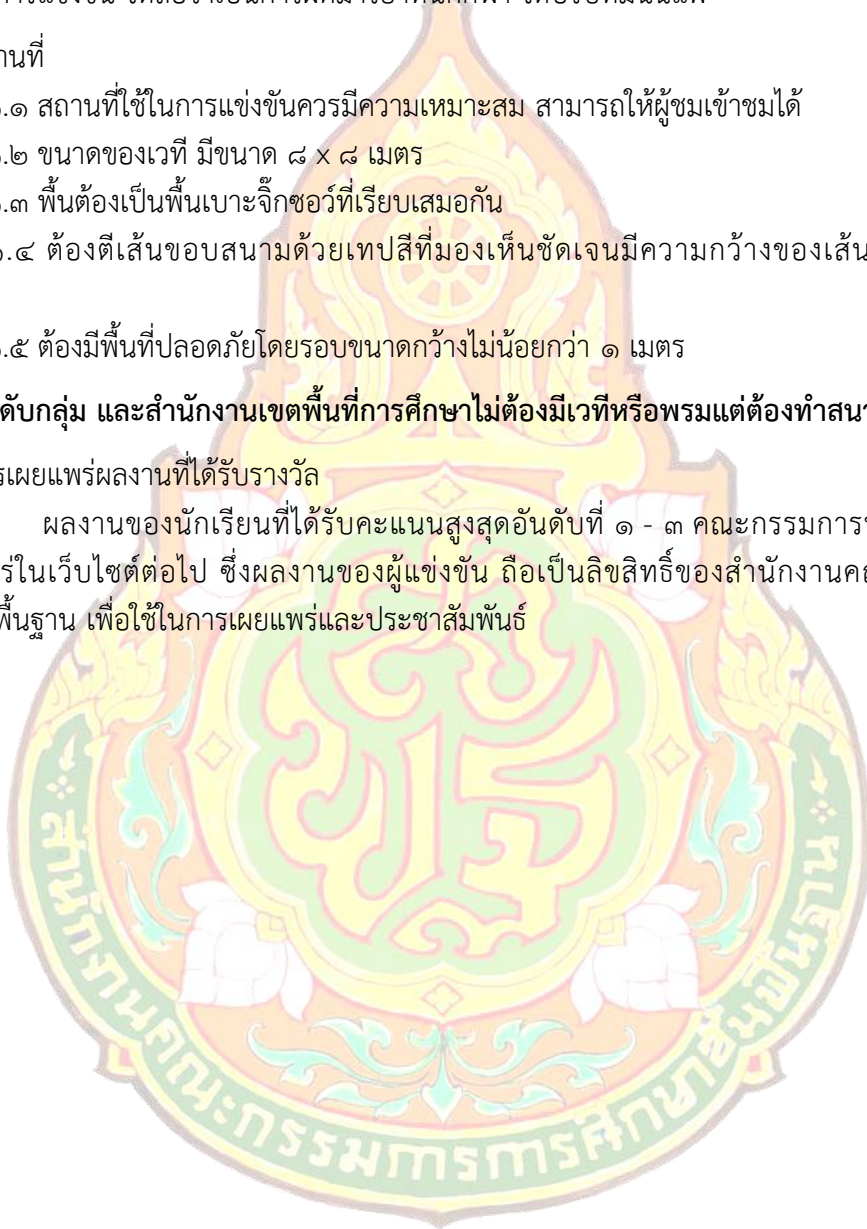 านที่
.๑ สถานที่ใช้ในการแข่งขันควรมีความเหมาะสม สามารถให้ผู้ชมเข้าชมได้
.๒ ขนาดของเวที มีขนาด ๘ x ๘ เมตร
.๓ พื้นต้องเป็นพื้นเบาะจิ๊กซอว์ที่เรียบเสมอกัน
.๔ ต้องตีเส้นขอบสนามด้วยเทปสีที่มองเห็นชัดเจนมีความกว้างของเส้น
.๕ ต้องมีพื้นที่ปลอดภัยโดยรอบขนาดกว้างไม่น้อยกว่า ๑ เมตร
ดับกลุ่ม และสำนักงานเขตพื้นที่การศึกษาไม่ต้องมีเวทีหรือพรมแต่ต้องทำสนา
รเผยแพร่ผลงานที่ได้รับรางวัล
ผลงานของนักเรียนที่ได้รับคะแนนสูงสุดอันดับที่ ๑ - ๓ คณะกรรมการ
ร่ในเว็บไซต์ต่อไป ซึ่งผลงานของผู้แข่งขัน ถือเป็นลิขสิทธิ์ของสำนักงานคณ
พื้นฐาน เพื่อใช้ในการเผยแพร่และประชาสัมพันธ์
สำนักงานคณะกรรมการการศึกษาขั้นพื้นฐาน